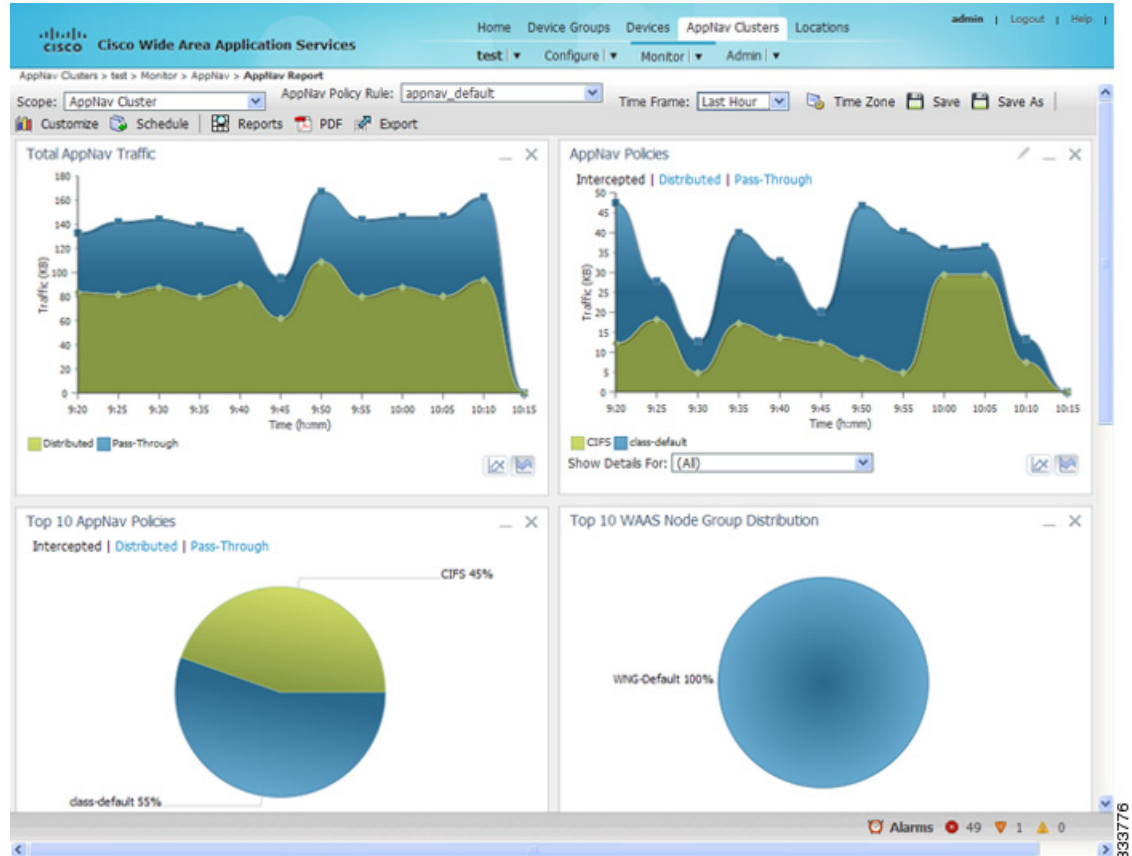 admin | Logout | Help |
Home Device Groups Devices AppNav Clusters Locations
cisco Cisco Wide Area Application Services
test | Configure | Monitor | Admin |
AppNav Clusters > test > Monitor > AppNav > AppNav Report
Scope: AppNav Cluster AppNav Policy Rule: appnav_default Time Frame: Last Hour Time Zone Save Save As |
Customize Schedule | Reports PDF Export
Total AppNav Traffic
180
160
140
120
100
80
60
40
20
0
Traffic (KB)
9:20 9:25 9:30 9:35 9:40 9:45 9:50 9:55 10:00 10:05 10:10 10:15
Time (h:mm)
Distributed Pass-Through
AppNav Policies
Intercepted | Distributed | Pass-Through
50
45
40
35
30
25
20
15
10
5
0
Traffic (KB)
9:20 9:25 9:30 9:35 9:40 9:45 9:50 9:55 10:00 10:05 10:10 10:15
Time (h:mm)
CIFS class-default
Show Details For: (All)
Top 10 AppNav Policies
Intercepted | Distributed | Pass-Through
CIFS 45%
class-default 55%
Top 10 WAAS Node Group Distribution
WNG-Default 100%
Alarms 49 1 0
333776